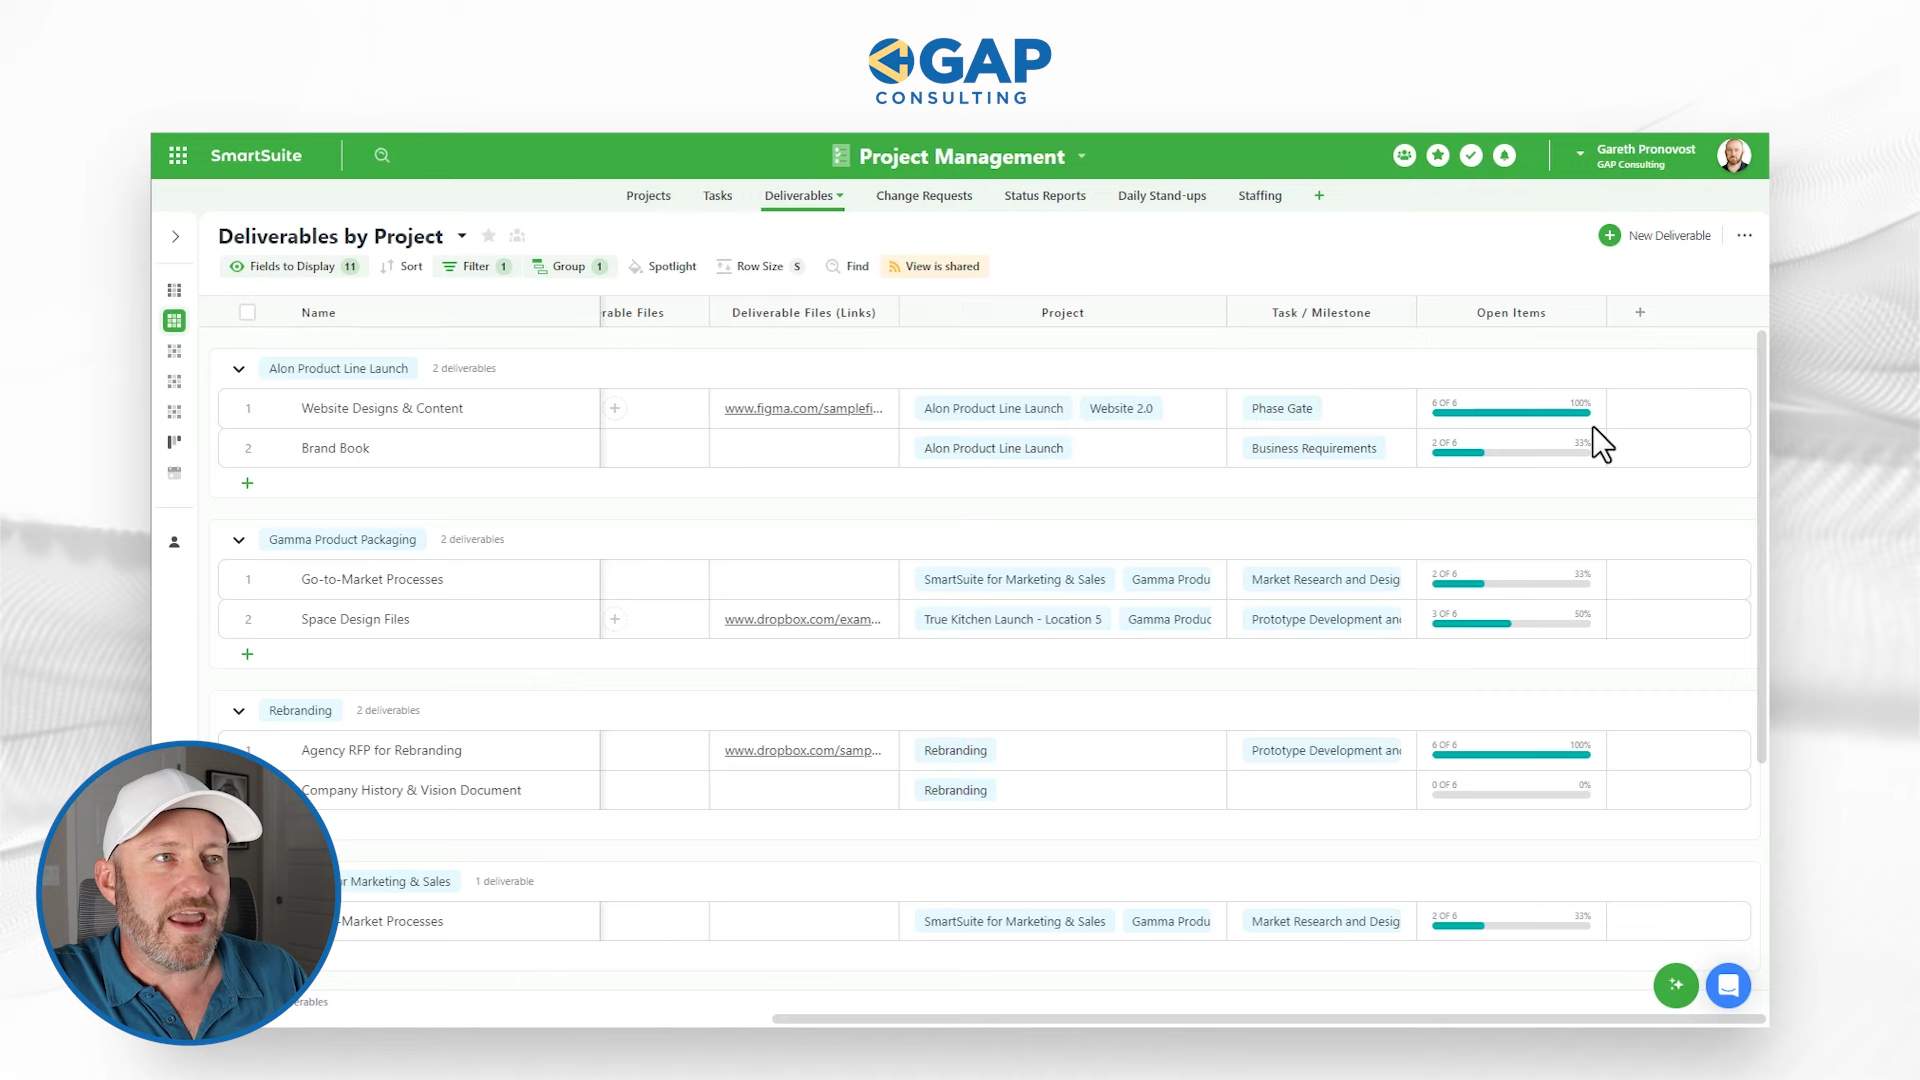 GAP
CONSULTING
SmartSuite
Project Management
Gareth Pronovost
GAP Consulting
Projects
Tasks
Deliverables
Change Requests
Status Reports
Daily Stand-ups
Staffing
Deliverables by Project
New Deliverable
Fields to Display 11
Sort
Filter 1
Group 1
Spotlight
Row Size S
Find
View is shared
Name
rable Files
Deliverable Files (Links)
Project
Task / Milestone
Open Items
Alon Product Line Launch
2 deliverables
1 Website Designs & Content www.figma.com/samplefi... Alon Product Line Launch Website 2.0 Phase Gate 6 OF 6 100%
2 Brand Book Alon Product Line Launch Business Requirements 2 OF 6 33%
Gamma Product Packaging
2 deliverables
1 Go-to-Market Processes SmartSuite for Marketing & Sales Gamma Produ Market Research and Desig 2 OF 6 33%
2 Space Design Files www.dropbox.com/exam... True Kitchen Launch - Location 5 Gamma Produc Prototype Development an 3 OF 6 50%
Rebranding
2 deliverables
1 Agency RFP for Rebranding www.dropbox.com/samp... Rebranding Prototype Development an 6 OF 6 100%
Company History & Vision Document Rebranding 0 OF 6 0%
r Marketing & Sales
1 deliverable
-Market Processes SmartSuite for Marketing & Sales Gamma Produ Market Research and Desig 2 OF 6 33%
erables